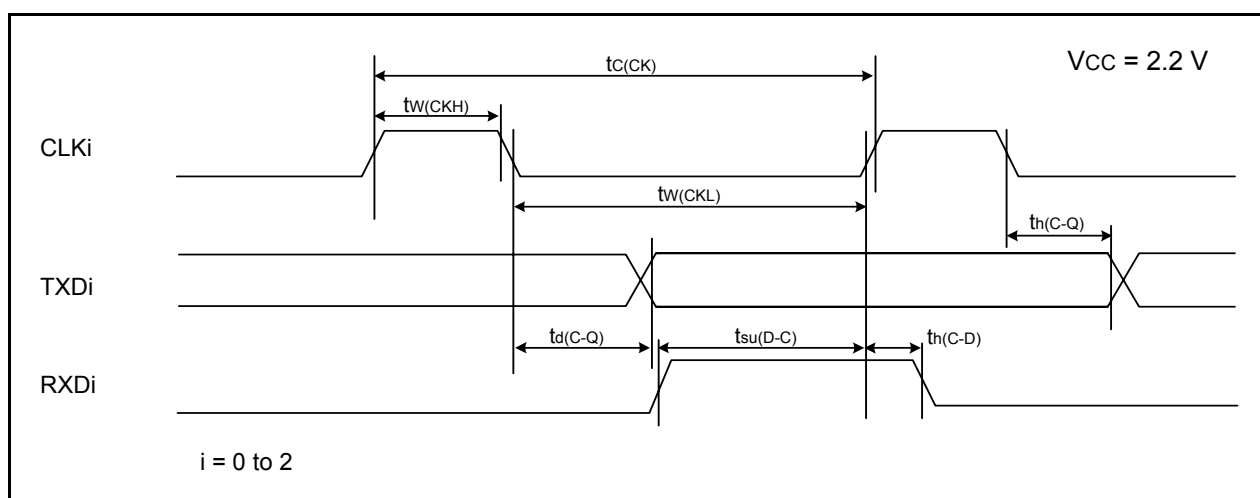 tC(CK)
VCC = 2.2 V
tW(CKH)
CLKi
tW(CKL)
th(C-Q)
TXDi
td(C-Q)
tsu(D-C)
th(C-D)
RXDi
i = 0 to 2